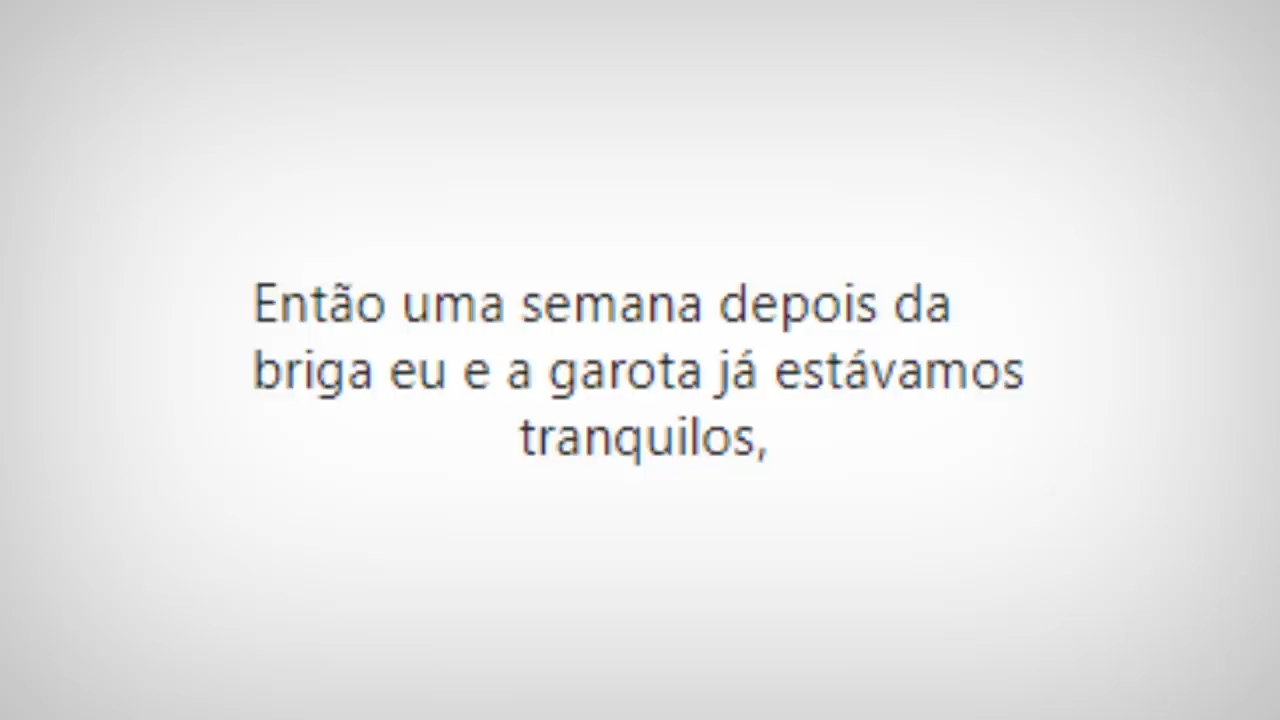 Então uma semana depois da
briga eu e a garota já estávamos
tranquilos,